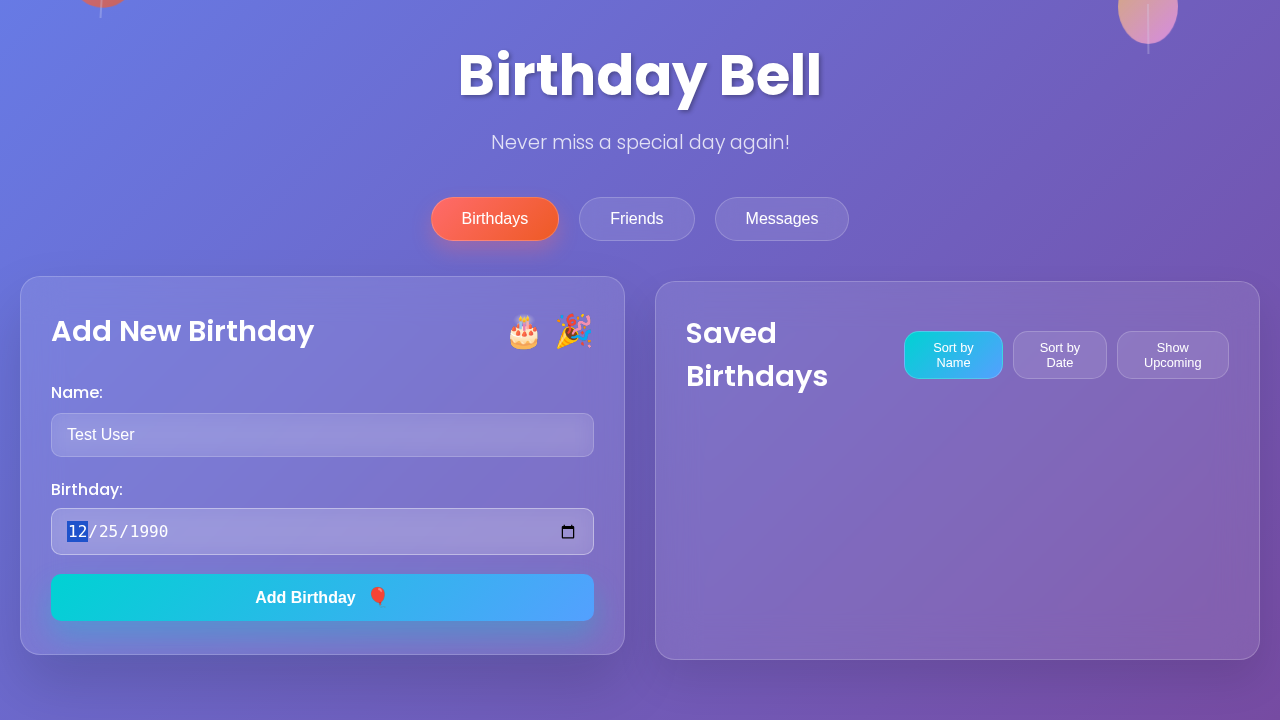 Birthday Bell
Never miss a special day again!
Birthdays
Friends
Messages
Add New Birthday
Name:
Test User
Birthday:
12/25/1990
Add Birthday
Saved
Birthdays
Sort by
Name
Sort by
Date
Show
Upcoming